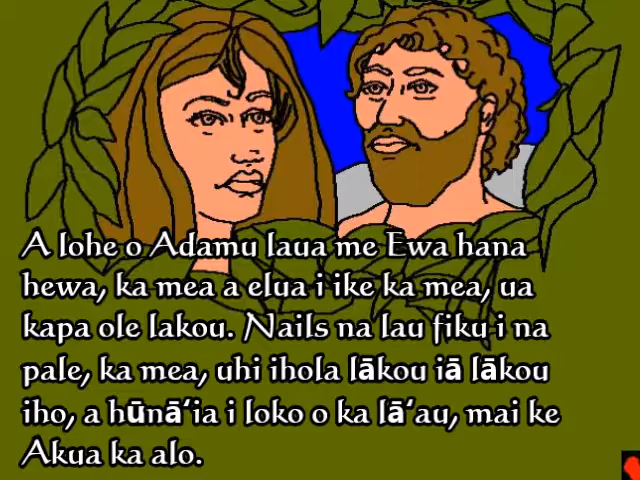 A lohe o Adamu laua me Ewa hana
hewa, ka mea a elua i ike ka mea, ua
kapa ole lakou. Nails na lau fiku i na
pale, ka mea, uhi ihola lākou iā lākou
iho, a hūnā‘ia i loko o ka lā‘au, mai ke
Akua ka alo.